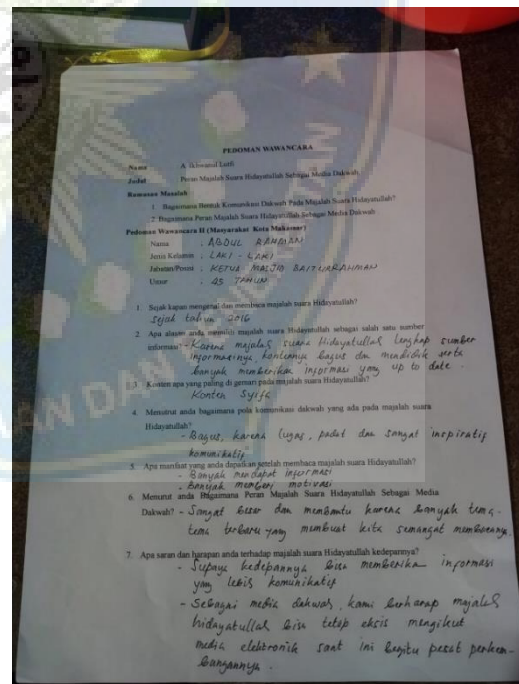 PEDOMAN WAWANCARA
Nama A. Ikhwanul Lutfi
Judul Peran Majalah Suara Hidayatullah Sebagai Media Dakwah
Rumusan Masalah
1. Bagaimana Bentuk Komunikasi Dakwah Pada Majalah Suara Hidayatullah?
2. Bagaimana Peran Majalah Suara Hidayatullah Sebagai Media Dakwah
Pedoman Wawancara II (Masyarakat Kota Makassar)
Nama : ABDUL RAHMAN
Jenis Kelamin : LAKI - LAKI
Jabatan/Posisi : KETUA MASJID BAITURAHMAN
Umur : 45 TAHUN
1. Sejak kapan mengenal dan membaca majalah suara Hidayatullah?
Sejak tahun 2016
2. Apa alasan anda memilih majalah suara Hidayatullah sebagai salah satu sumber
informasi? - Karena majalah suara Hidayatullah lengkap sumber
informasinya, kontennya bagus dan mendidik serta
banyak memberikan informasi yang up to date.
3. Konten apa yang paling di gemari pada majalah suara Hidayatullah?
Konten Syifa
4. Menurut anda bagaimana pola komunikasi dakwah yang ada pada majalah suara
Hidayatullah?
- Bagus, karena lugas, padat dan sangat inspiratif
komunikatif
5. Apa manfaat yang anda dapatkan setelah membaca majalah suara Hidayatullah?
- Banyak mendapat informasi
- Banyak memberi motivasi
6. Menurut anda Bagaimana Peran Majalah Suara Hidayatullah Sebagai Media
Dakwah? - Sangat besar dan membantu karena banyak tema-
tema terbaru yang membuat kita semangat membacanya.
7. Apa saran dan harapan anda terhadap majalah suara Hidayatullah kedepannya?
- Supaya kedepannya bisa memberikan informasi
yang lebih komunikatif
- Sebagai media dakwah, kami berharap majalah
hidayatullah bisa tetap eksis mengikut
media elektronik saat ini begitu pesat perkem-
bangannya.